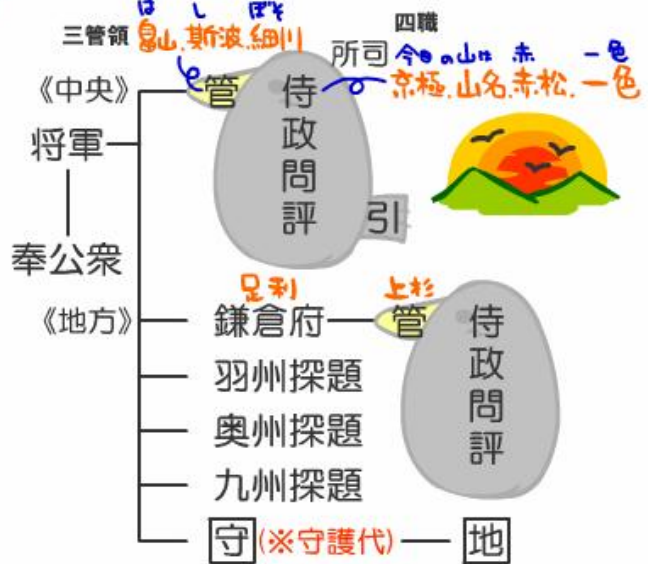 は し ぼそ
三管領 畠山.斯波.細川
四職
所司 今日の山は 赤 一色
京極.山名.赤松.一色
《中央》
管
侍政問評
引
将軍
奉公衆
《地方》
足利
鎌倉府
上杉
管
侍政問評
羽州探題
奥州探題
九州探題
守(※守護代) 地